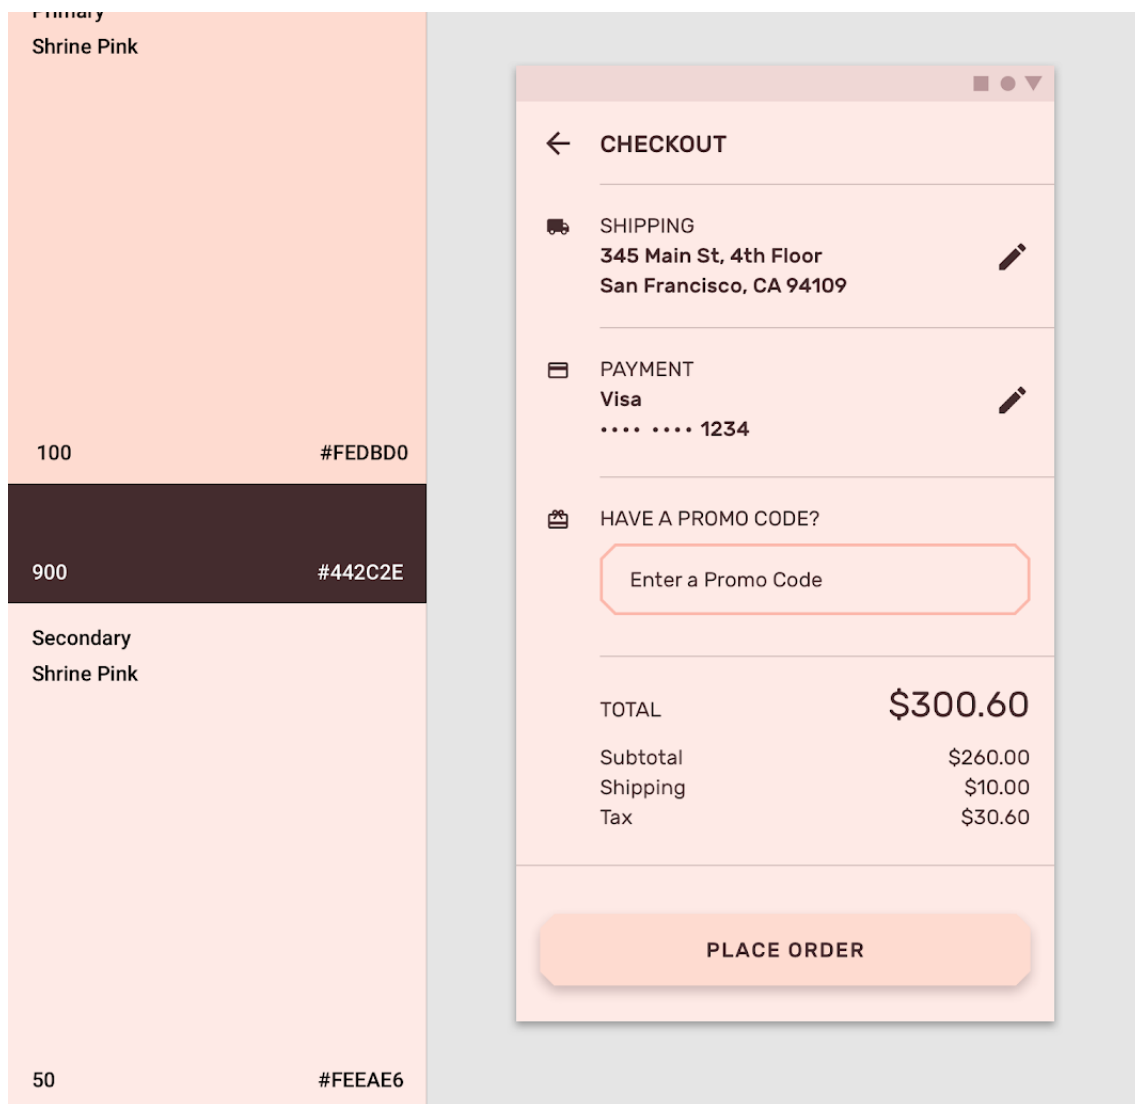 Primary
Shrine Pink
100 #FEDBD0
900 #442C2E
Secondary
Shrine Pink
50 #FEEAE6
CHECKOUT
SHIPPING
345 Main St, 4th Floor
San Francisco, CA 94109
PAYMENT
Visa
•••• •••• 1234
HAVE A PROMO CODE?
Enter a Promo Code
TOTAL $300.60
Subtotal $260.00
Shipping $10.00
Tax $30.60
PLACE ORDER